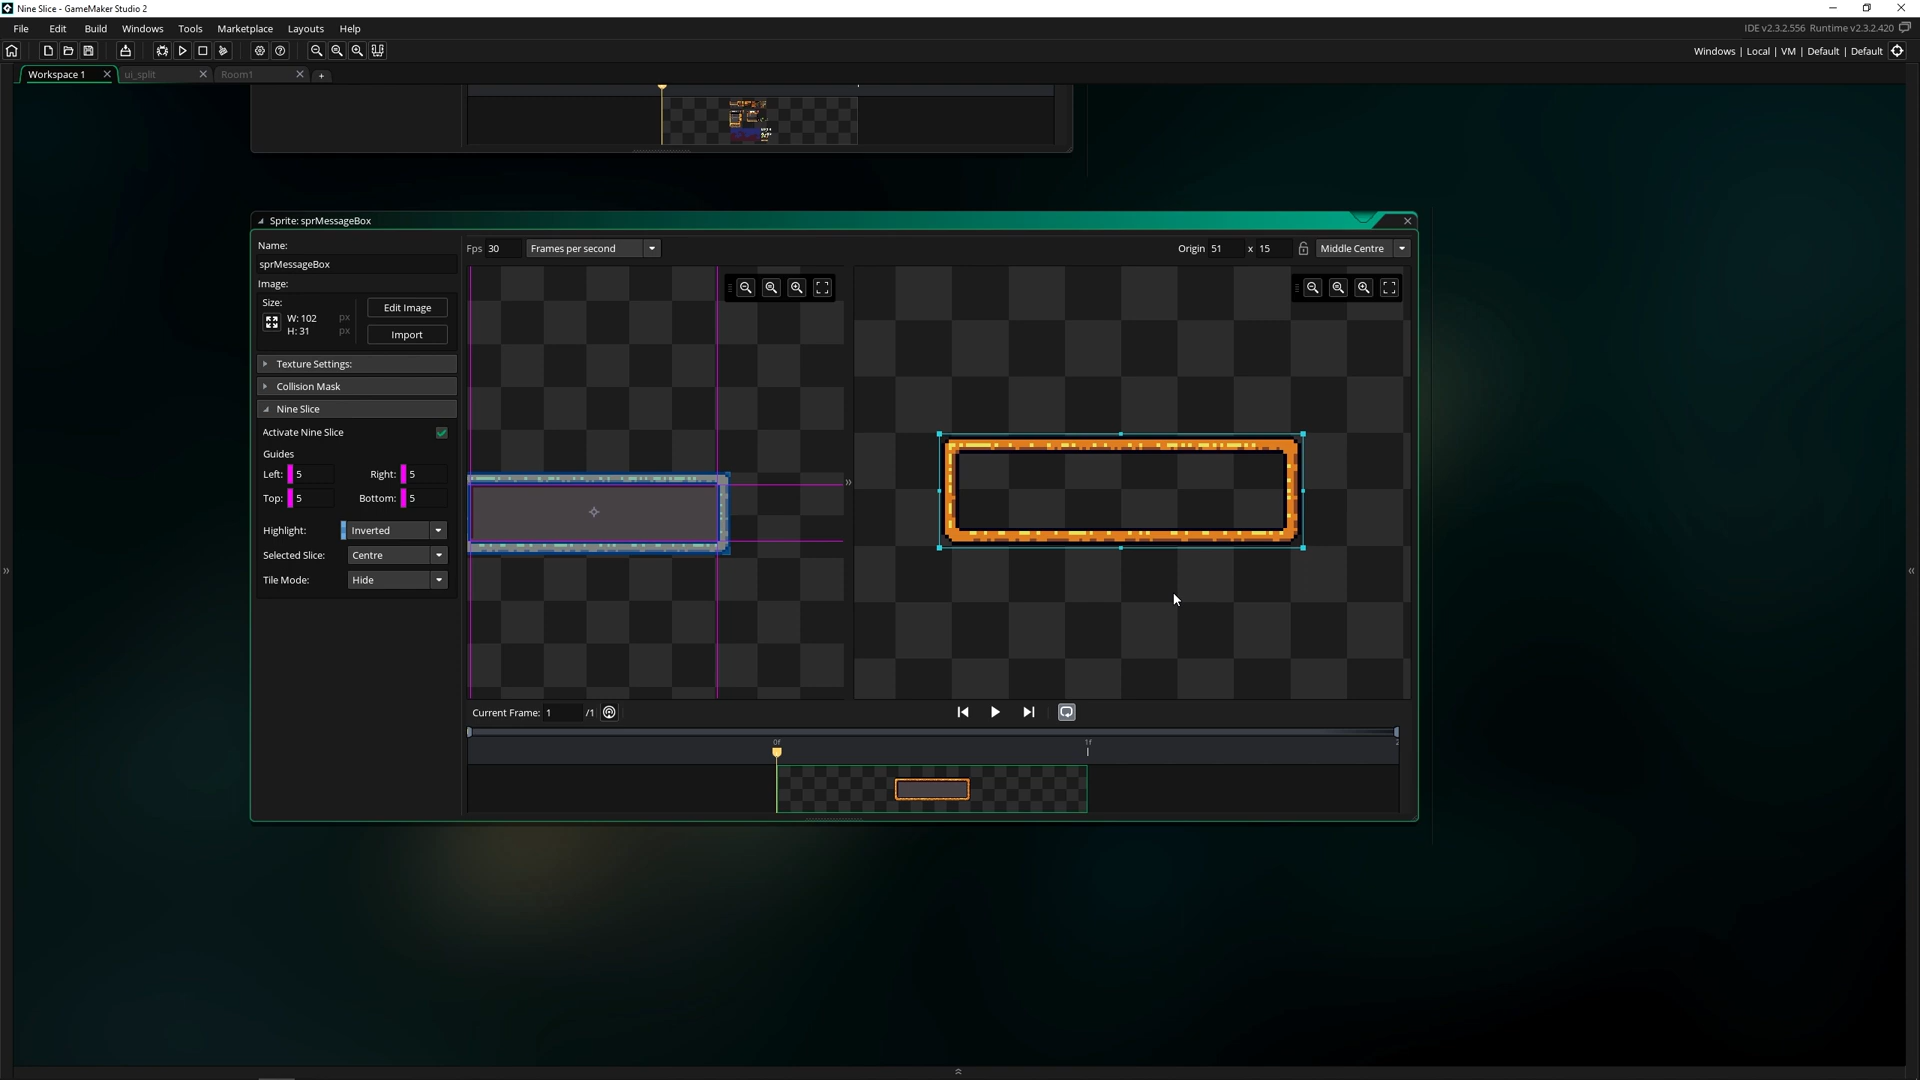 Nine Slice - GameMaker Studio 2
File Edit Build Windows Tools Marketplace Layouts Help
IDE v2.3.2.556 Runtime v2.3.2.420
Windows | Local | VM | Default | Default
Workspace 1 ui_split Room1
Sprite: sprMessageBox
Name:
sprMessageBox
Image:
Size:
W: 102 px
H: 31 px
Edit Image
Import
Texture Settings:
Collision Mask
Nine Slice
Activate Nine Slice
Guides
Left: 5 Right: 5
Top: 5 Bottom: 5
Highlight: Inverted
Selected Slice: Centre
Tile Mode: Hide
Fps 30 Frames per second
Origin 51 x 15 Middle Centre
Current Frame: 1 /1
0f 1f